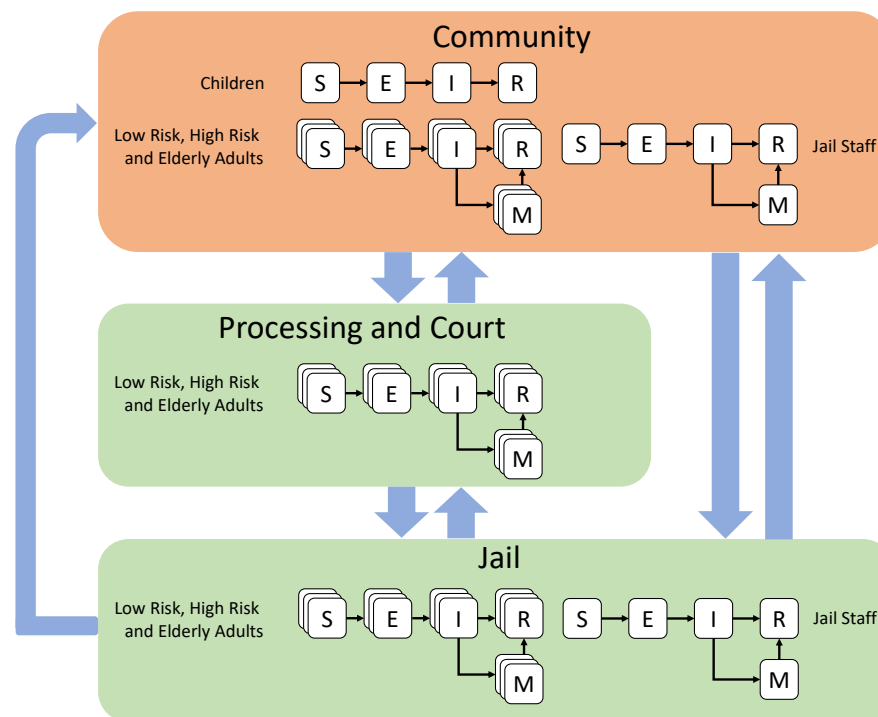 Community
Children
S E I R
Low Risk, High Risk
and Elderly Adults
S E I R
M
S E I R
M
Jail Staff
Processing and Court
Low Risk, High Risk
and Elderly Adults
S E I R
M
Jail
Low Risk, High Risk
and Elderly Adults
S E I R
M
S E I R
M
Jail Staff